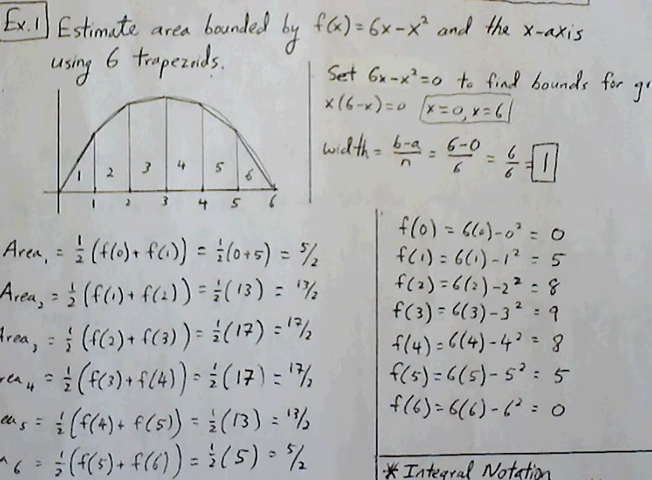 Ex. 1 Estimate area bounded by f(x) = 6x - x² and the x-axis
using 6 trapezoids.
1 2 3 4 5 6
1 2 3 4 5 6
Set 6x - x² = 0 to find bounds for
x(6-x) = 0 x=0, x=6
width = b-a/n = 6-0/6 = 6/6 = 1
Area₁ = 1/2 (f(0) + f(1)) = 1/2 (0+5) = 5/2
Area₂ = 1/2 (f(1) + f(2)) = 1/2 (13) = 13/2
Area₃ = 1/2 (f(2) + f(3)) = 1/2 (17) = 17/2
rea₄ = 1/2 (f(3) + f(4)) = 1/2 (17) = 17/2
ea₅ = 1/2 (f(4) + f(5)) = 1/2 (13) = 13/2
a₆ = 1/2 (f(5) + f(6)) = 1/2 (5) = 5/2
f(0) = 6(0) - 0² = 0
f(1) = 6(1) - 1² = 5
f(2) = 6(2) - 2² = 8
f(3) = 6(3) - 3² = 9
f(4) = 6(4) - 4² = 8
f(5) = 6(5) - 5² = 5
f(6) = 6(6) - 6² = 0
* Integral Notation